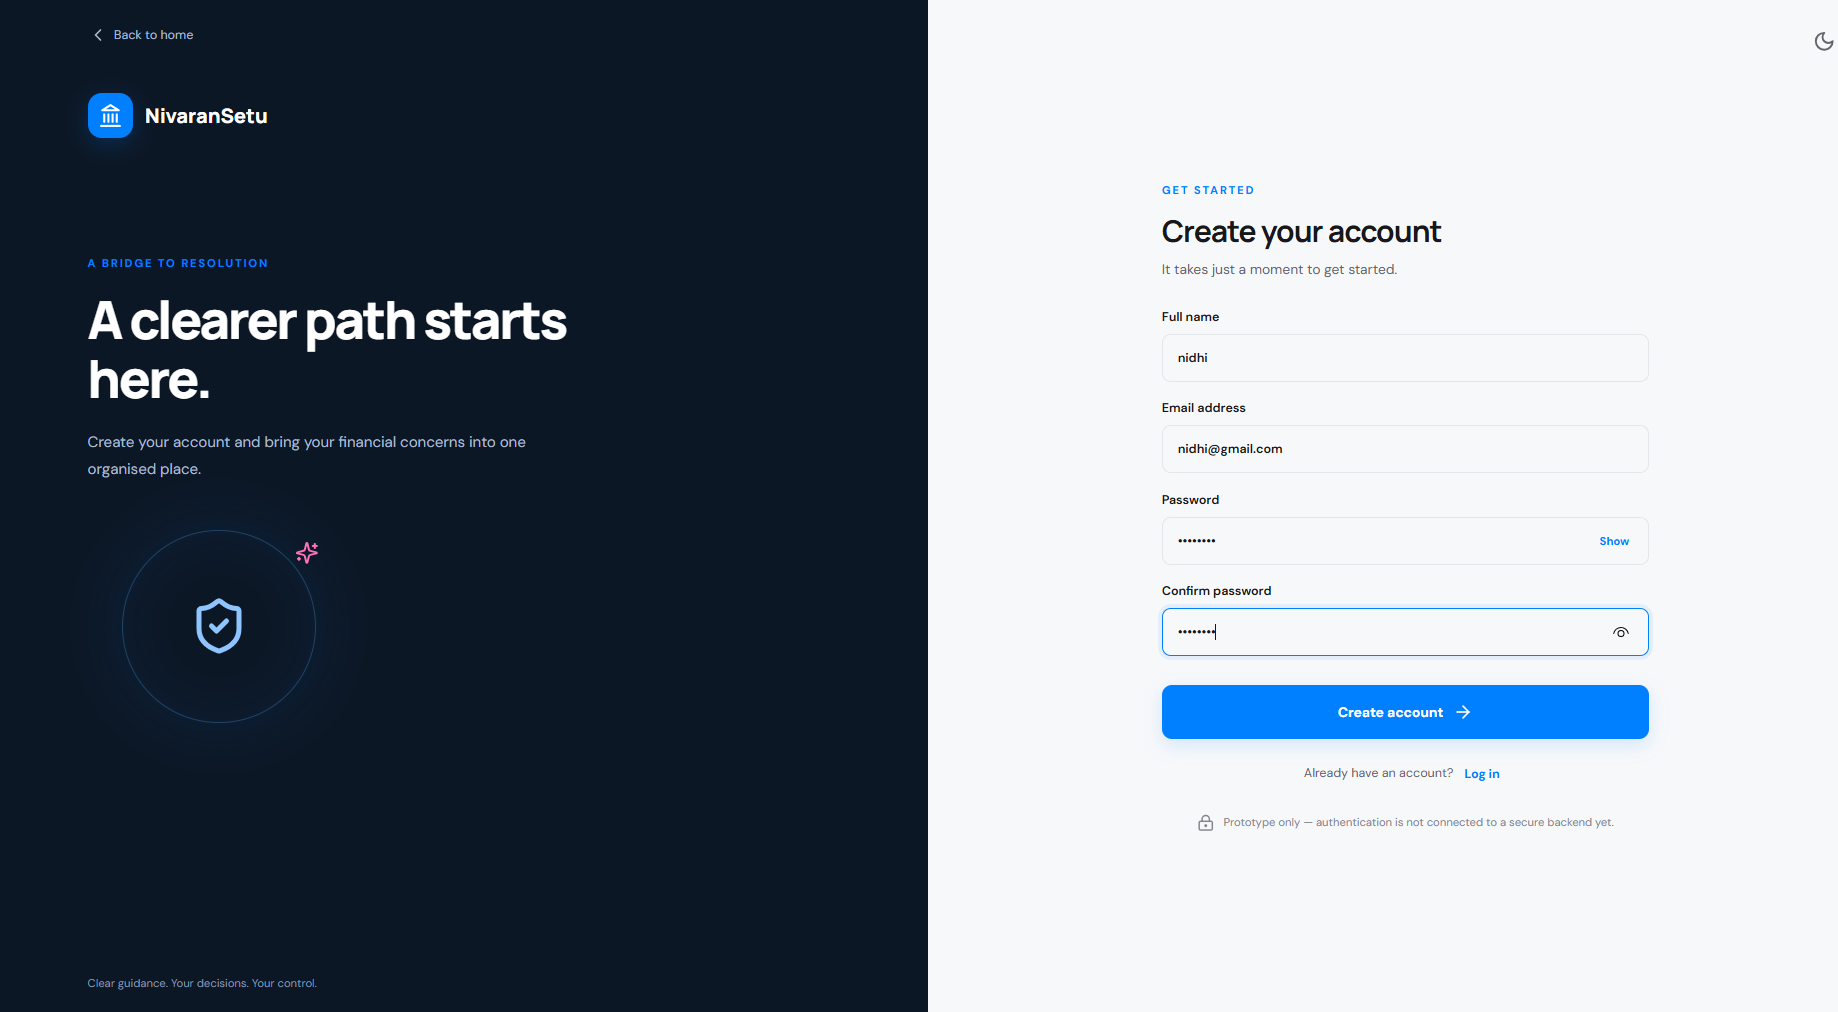 Back to home
NivaranSetu
A BRIDGE TO RESOLUTION
A clearer path starts
here.
Create your account and bring your financial concerns into one
organised place.
Clear guidance. Your decisions. Your control.
GET STARTED
Create your account
It takes just a moment to get started.
Full name
nidhi
Email address
nidhi@gmail.com
Password
••••••••
Show
Confirm password
••••••••
Create account
Already have an account? Log in
Prototype only — authentication is not connected to a secure backend yet.